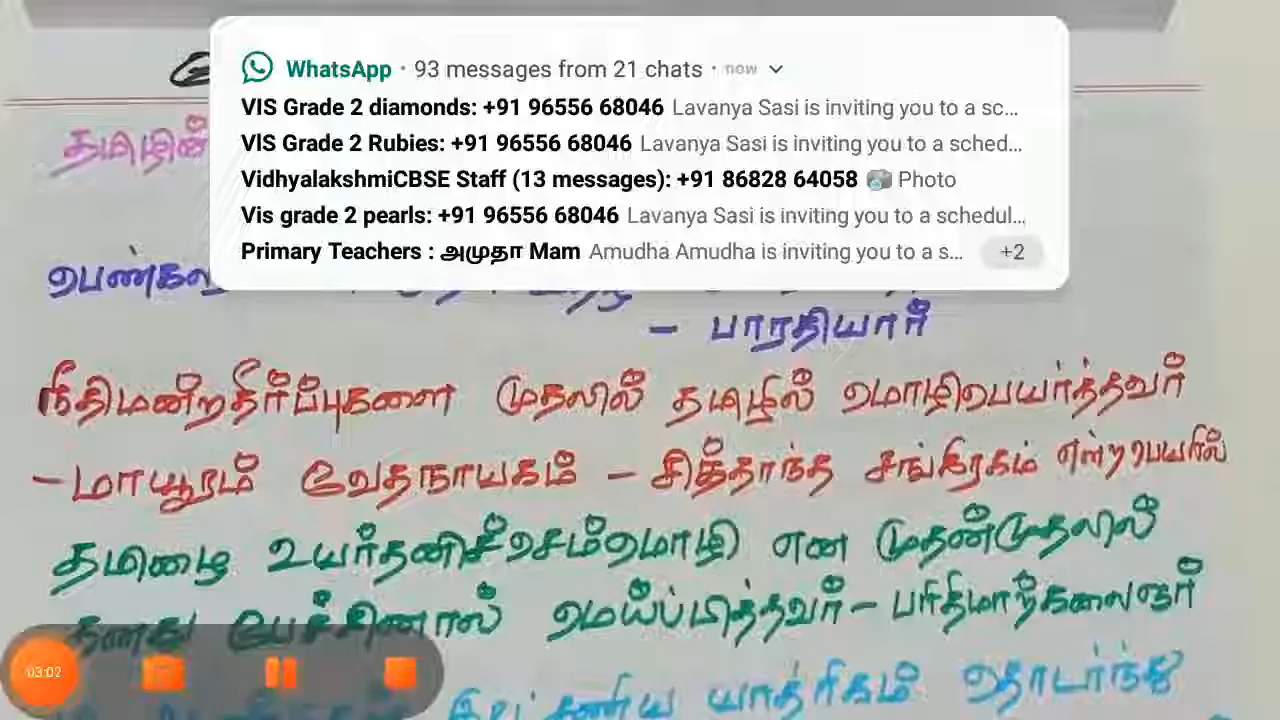 WhatsApp · 93 messages from 21 chats · now
VIS Grade 2 diamonds: +91 96556 68046 Lavanya Sasi is inviting you to a sc...
VIS Grade 2 Rubies: +91 96556 68046 Lavanya Sasi is inviting you to a sched...
VidhyalakshmiCBSE Staff (13 messages): +91 86828 64058 Photo
Vis grade 2 pearls: +91 96556 68046 Lavanya Sasi is inviting you to a schedul...
Primary Teachers : அமுதா Mam Amudha Amudha is inviting you to a s... +2
தமிழின்
– பாரதியார்
நீதிமன்றதீர்ப்புகளை முதலில் தமிழில் மொழிபெயர்த்தவர்
– மாயூரம் வேதநாயகம் – சித்தாந்த சங்கிரகம் என்ற பெயரில்
தமிழை உயர்தனிச்செம்மொழி என முதன்முதலில்
தனது பேச்சினால் மெய்ப்பித்தவர் – பரிதிமாற்கலைஞர்
03:02
இரட்சணிய யாத்ரிகம் தொடர்ந்து